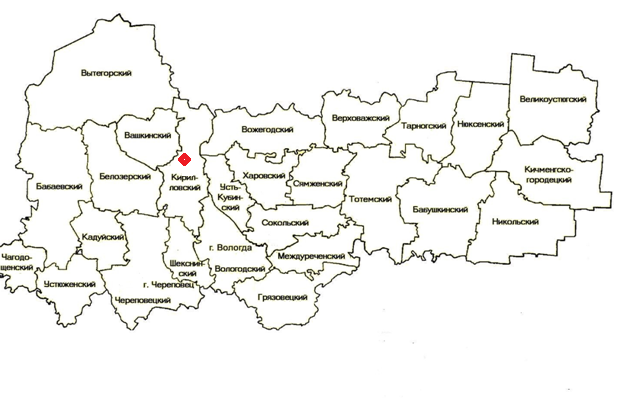 Вытегорский
Великоустюгский
Верховажский
Тарногский
Нюксенский
Вашкинский
Вожегодский
Кичменгско-
городецкий
Бабаевский
Белозерский
Кирил-
ловский
Харовский
Сямженский
Усть-
Кубин-
ский
Тотемский
Бабушкинский
Никольский
Сокольский
Кадуйский
г. Вологда
Вологодский
Междуреченский
Чагодо-
щенский
Шекснин-
ский
Устюженский
г. Череповец
Череповецкий
Грязовецкий